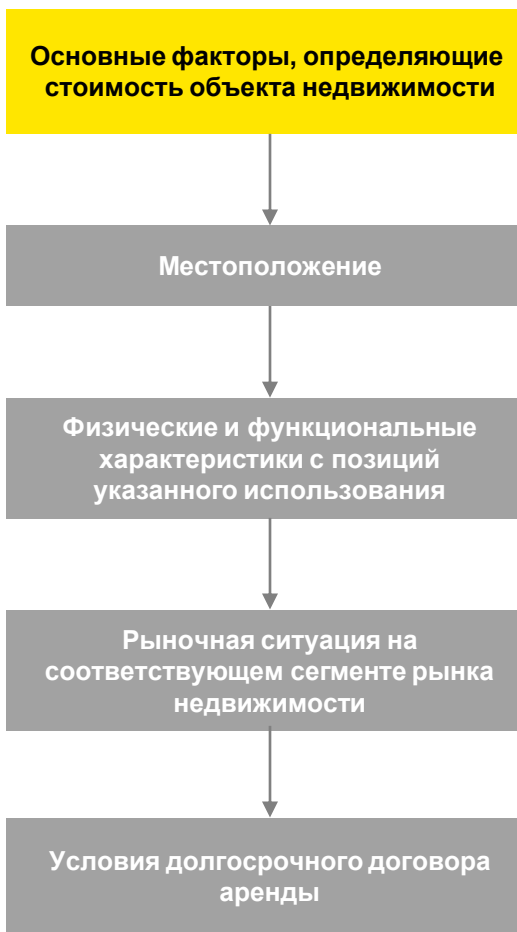 Основные факторы, определяющие
стоимость объекта недвижимости
Местоположение
Физические и функциональные
характеристики с позиций
указанного использования
Рыночная ситуация на
соответствующем сегменте рынка
недвижимости
Условия долгосрочного договора
аренды